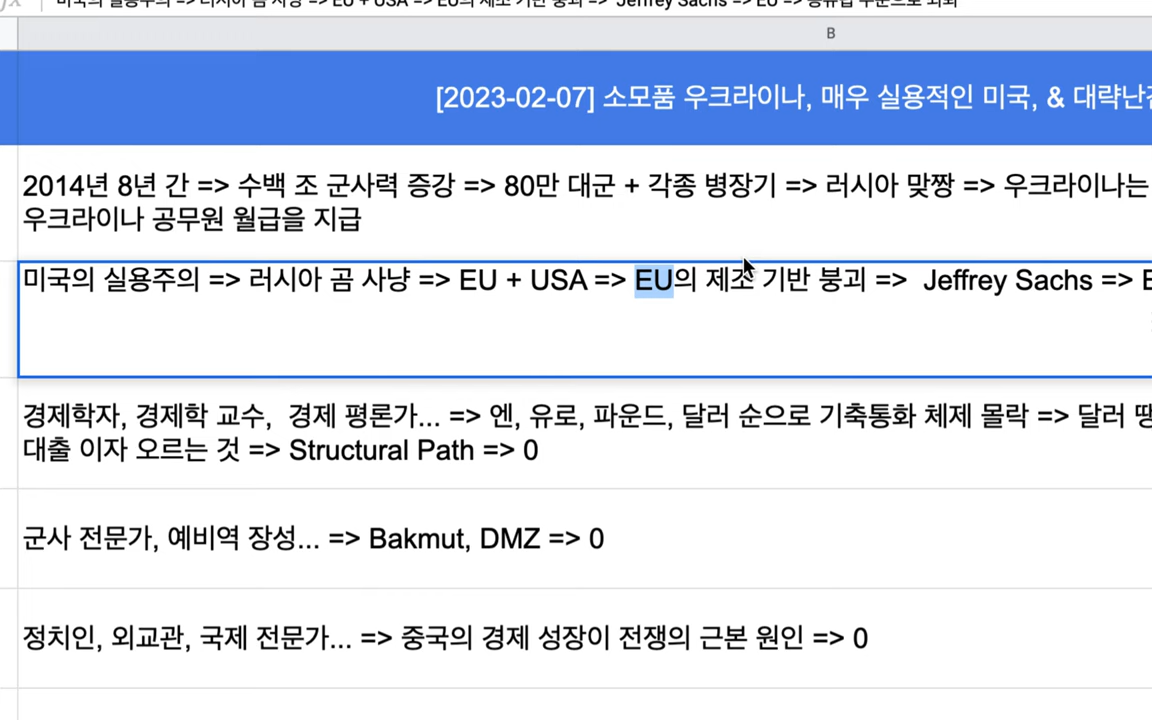 B
[2023-02-07] 소모품 우크라이나, 매우 실용적인 미국, & 대략난
2014년 8년 간 => 수백 조 군사력 증강 => 80만 대군 + 각종 병장기 => 러시아 맞짱 => 우크라이나는
우크라이나 공무원 월급을 지급
미국의 실용주의 => 러시아 곰 사냥 => EU + USA => EU의 제조 기반 붕괴 => Jeffrey Sachs =>
경제학자, 경제학 교수, 경제 평론가... => 엔, 유로, 파운드, 달러 순으로 기축통화 체제 몰락 => 달러
대출 이자 오르는 것 => Structural Path => 0
군사 전문가, 예비역 장성... => Bakmut, DMZ => 0
정치인, 외교관, 국제 전문가... => 중국의 경제 성장이 전쟁의 근본 원인 => 0